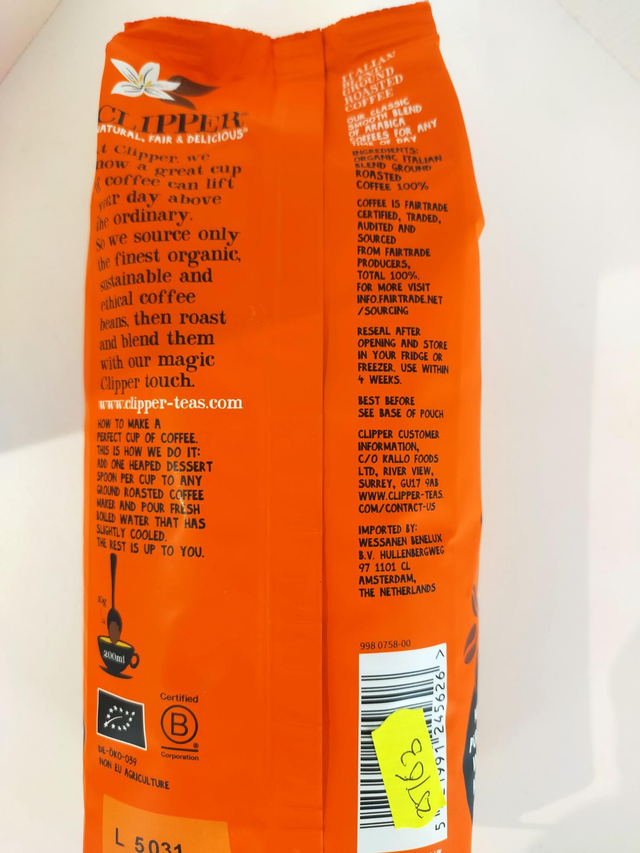 CLIPPER
NATURAL, FAIR & DELICIOUS®
At Clipper, we
know a great cup
coffee can lift
your day above
the ordinary.
So we source only
the finest organic,
sustainable and
ethical coffee
beans, then roast
and blend them
with our magic
Clipper touch.
www.clipper-teas.com
HOW TO MAKE A
PERFECT CUP OF COFFEE.
THIS IS HOW WE DO IT:
ADD ONE HEAPED DESSERT
SPOON PER CUP TO ANY
GROUND ROASTED COFFEE
MAKER AND POUR FRESH
BOILED WATER THAT HAS
SLIGHTLY COOLED.
THE REST IS UP TO YOU.
200ml
Certified
B
Corporation
DE-ÖKO-039
NON EU AGRICULTURE
L 5031
ITALIAN
BLEND
GROUND
ROASTED
COFFEE
OUR CLASSIC
SMOOTH BLEND
OF ARABICA
COFFEES FOR ANY
TIME OF DAY
INGREDIENTS:
ORGANIC ITALIAN
BLEND GROUND
ROASTED
COFFEE 100%
COFFEE IS FAIRTRADE
CERTIFIED, TRADED,
AUDITED AND
SOURCED
FROM FAIRTRADE
PRODUCERS,
TOTAL 100%.
FOR MORE VISIT
INFO.FAIRTRADE.NET
/SOURCING
RESEAL AFTER
OPENING AND STORE
IN YOUR FRIDGE OR
FREEZER. USE WITHIN
4 WEEKS.
BEST BEFORE
SEE BASE OF POUCH
CLIPPER CUSTOMER
INFORMATION,
C/O KALLO FOODS
LTD, RIVER VIEW,
SURREY, GU17 9AB
WWW.CLIPPER-TEAS.
COM/CONTACT-US
IMPORTED BY:
WESSANEN BENELUX
B.V. HULLENBERGWEG
97 1101 CL
AMSTERDAM,
THE NETHERLANDS
998 0758-00
245626 >